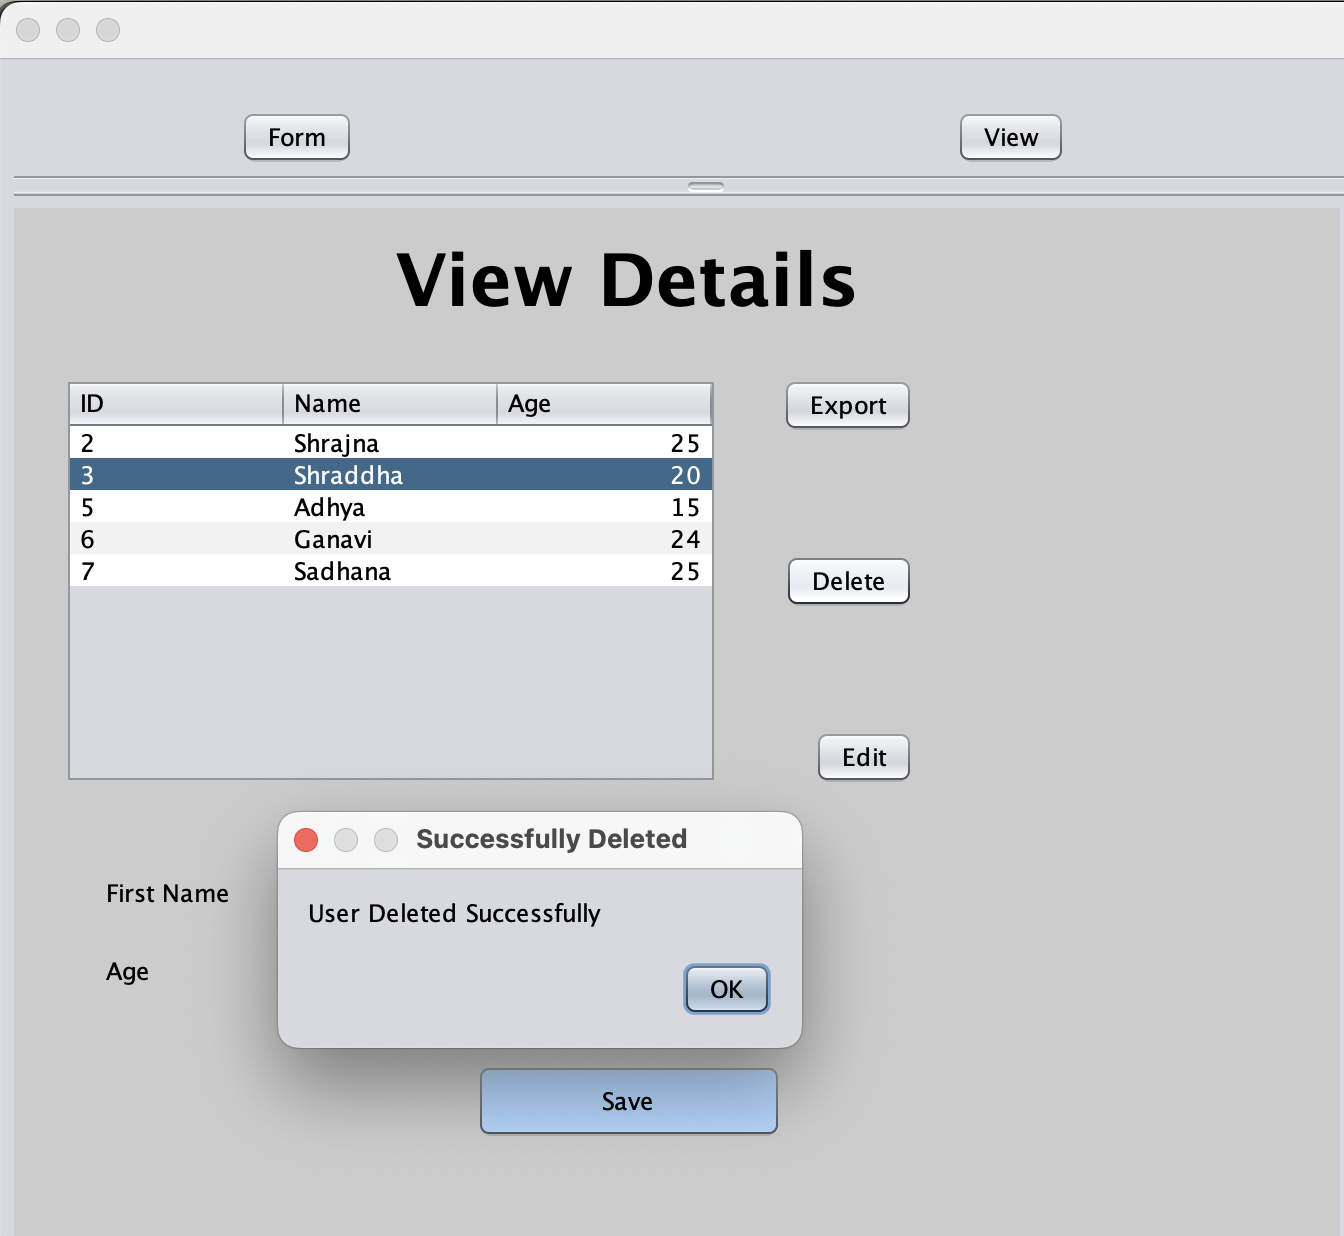 Form View
View Details
ID Name Age
2 Shrajna 25
3 Shraddha 20
5 Adhya 15
6 Ganavi 24
7 Sadhana 25
Export
Delete
Edit
Successfully Deleted
User Deleted Successfully
OK
First Name
Age
Save